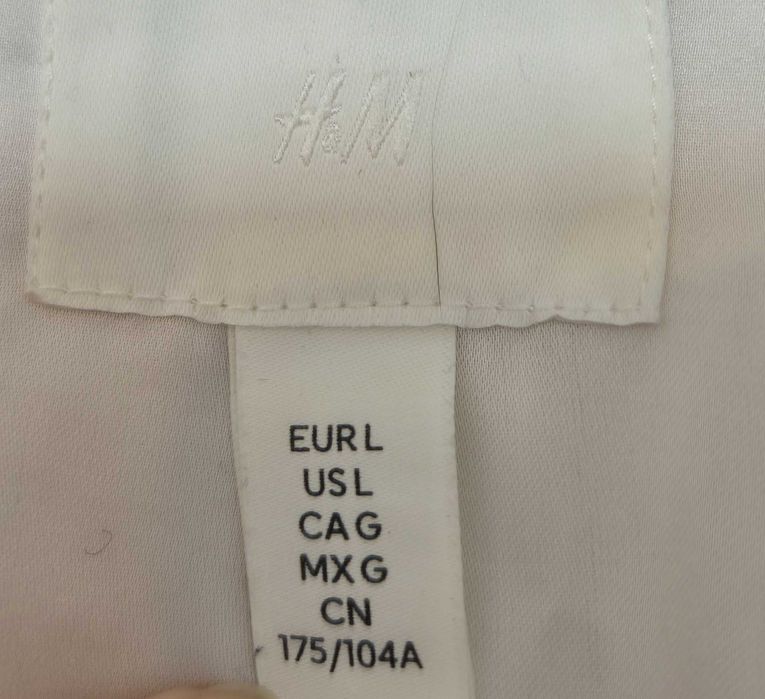 H&M
EUR L
US L
CA G
MX G
CN
175/104A